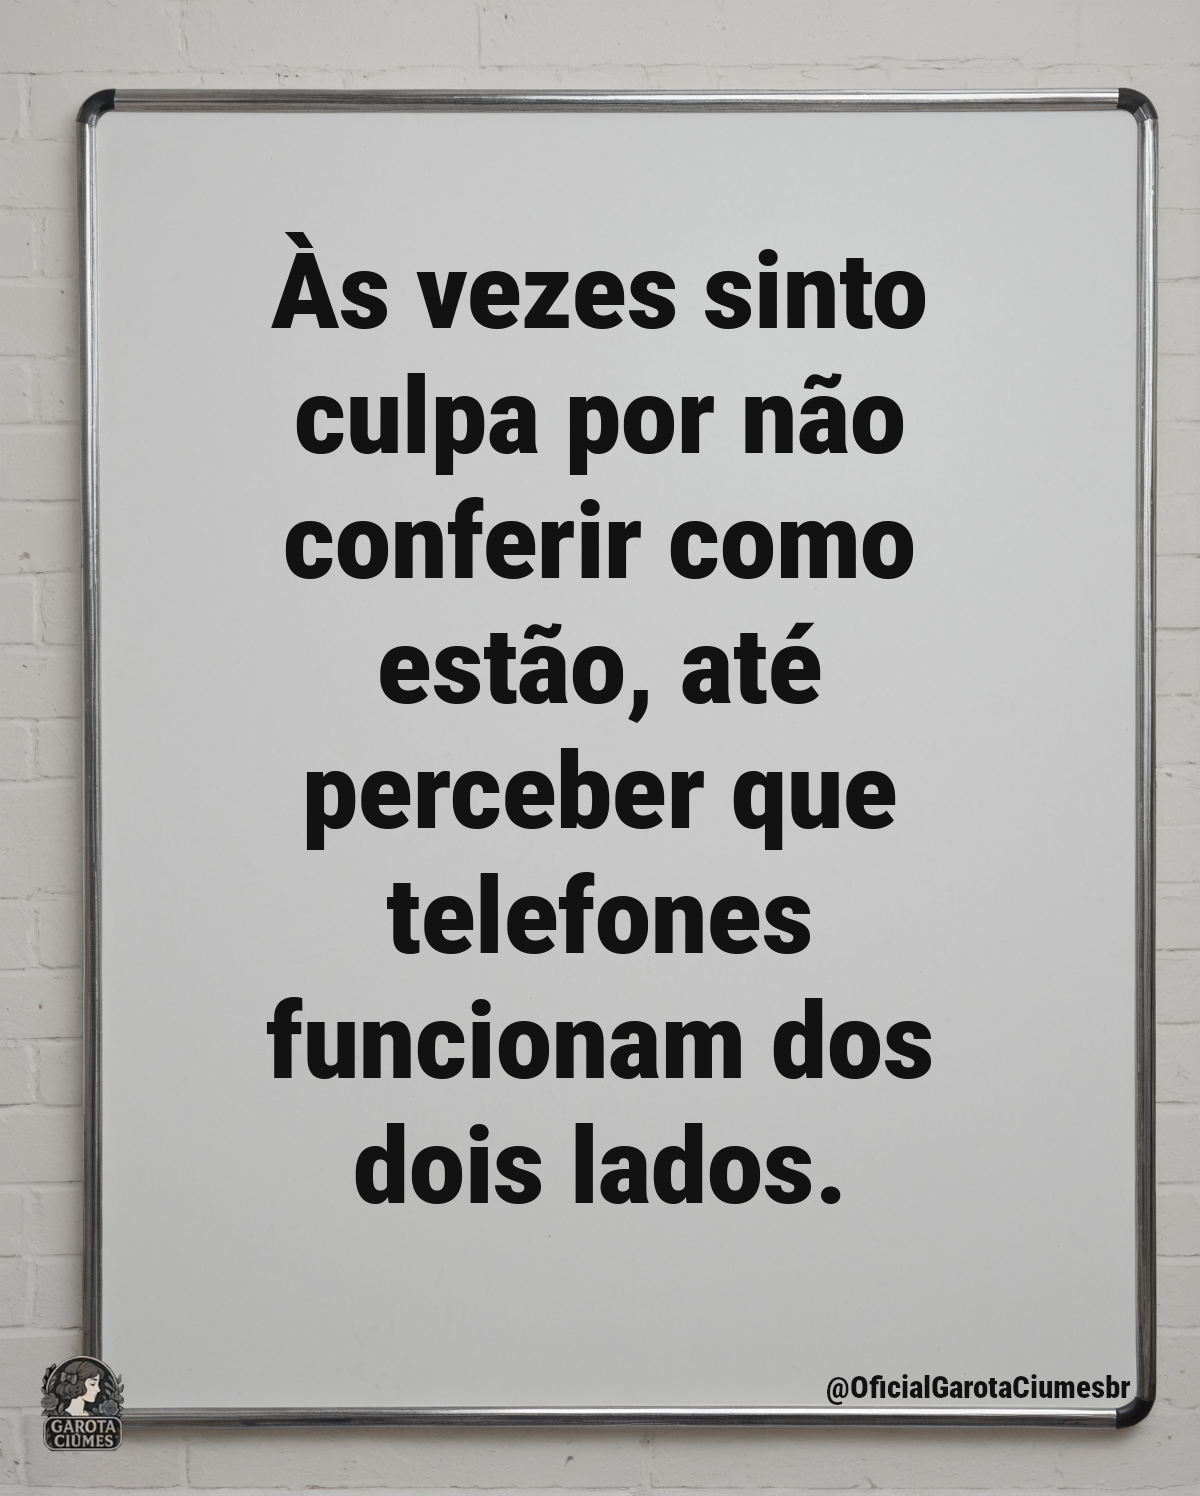 Às vezes sinto
culpa por não
conferir como
estão, até
perceber que
telefones
funcionam dos
dois lados.
@OficialGarotaCiumesbr
GAROTA
CIÚMES